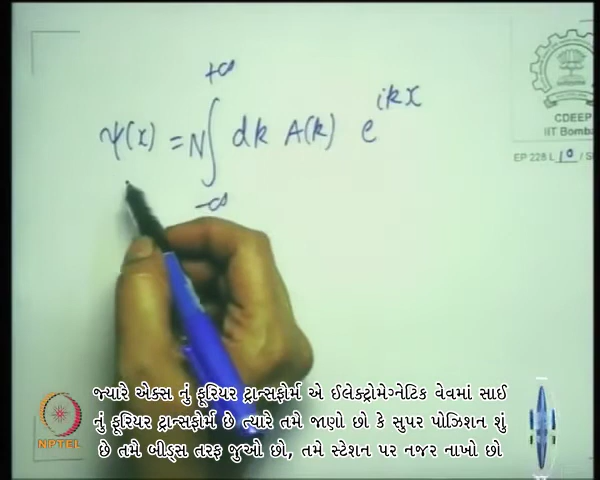 +∞
ψ(x) = N∫ dk A(k) e^{ikx}
-∞
CDEEP
IIT Bomba
EP 228 L 10 / S
NPTEL
જ્યારે એક્સ નું ફૂરિયર ટ્રાન્સફોર્મ એ ઈલેક્ટ્રોમેગ્નેટિક વેવમાં સાઈ
નું ફૂરિયર ટ્રાન્સફોર્મ છે ત્યારે તમે જાણો છો કે સુપર પોઝિશન શું
છે તમે બીડ્સ તરફ જુઓ છો, તમે સ્ટેશન પર નજર નાખો છો